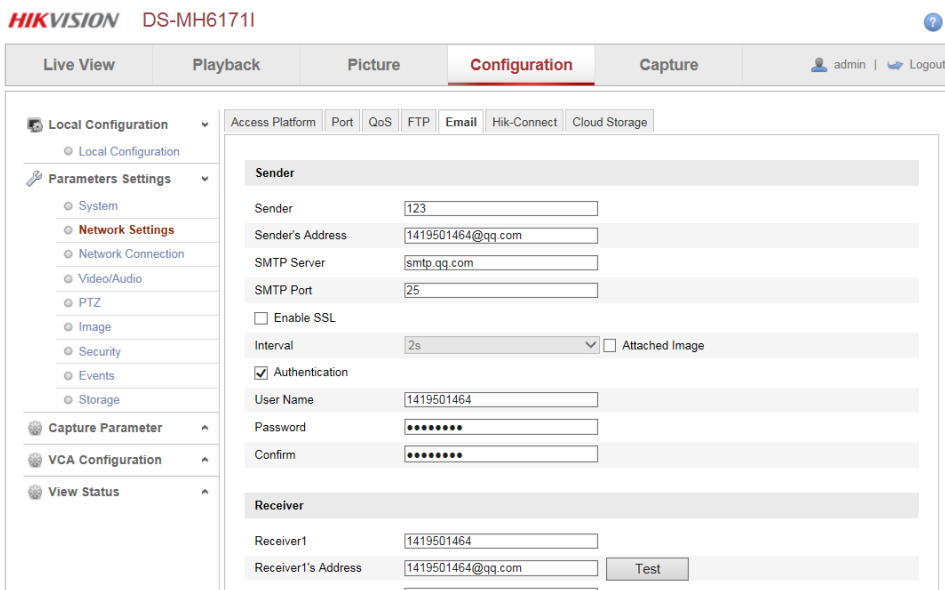 HIKVISION DS-MH6171I
Live View Playback Picture Configuration Capture admin | Logout
Local Configuration
Local Configuration
Parameters Settings
System
Network Settings
Network Connection
Video/Audio
PTZ
Image
Security
Events
Storage
Capture Parameter
VCA Configuration
View Status
Access Platform Port QoS FTP Email Hik-Connect Cloud Storage
Sender
Sender 123
Sender's Address 1419501464@qq.com
SMTP Server smtp.qq.com
SMTP Port 25
Enable SSL
Interval 2s Attached Image
Authentication
User Name 1419501464
Password ••••••••
Confirm ••••••••
Receiver
Receiver1 1419501464
Receiver1's Address 1419501464@qq.com Test